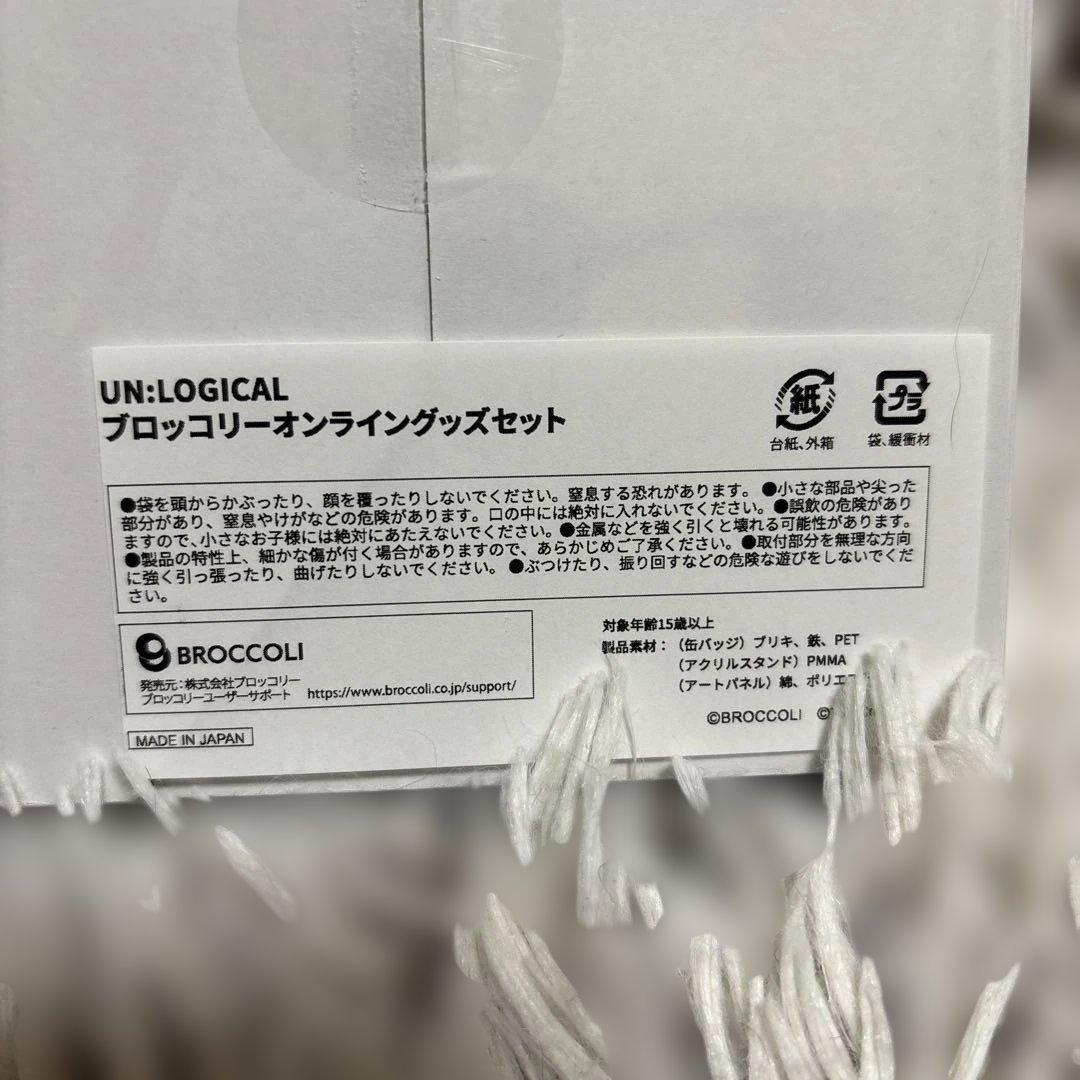 UN:LOGICAL
ブロッコリーオンライングッズセット
紙
台紙、外箱
プラ
袋、緩衝材
●袋を頭からかぶったり、顔を覆ったりしないでください。窒息する恐れがあります。 ●小さな部品や尖った
部分があり、窒息やけがなどの危険があります。口の中には絶対に入れないでください。●誤飲の危険があり
ますので、小さなお子様には絶対にあたえないでください。●金属などを強く引くと壊れる可能性があります。
●製品の特性上、細かな傷が付く場合がありますので、あらかじめご了承ください。 ●取付部分を無理な方向
に強く引っ張ったり、曲げたりしないでください。 ●ぶつけたり、振り回すなどの危険な遊びをしないでくだ
さい。
BROCCOLI
発売元：株式会社ブロッコリー
ブロッコリーユーザーサポート https://www.broccoli.co.jp/support/
MADE IN JAPAN
対象年齢15歳以上
製品素材：（缶バッジ）ブリキ、鉄、PET
（アクリルスタンド）PMMA
（アートパネル）綿、ポリエ
©BROCCOLI ©